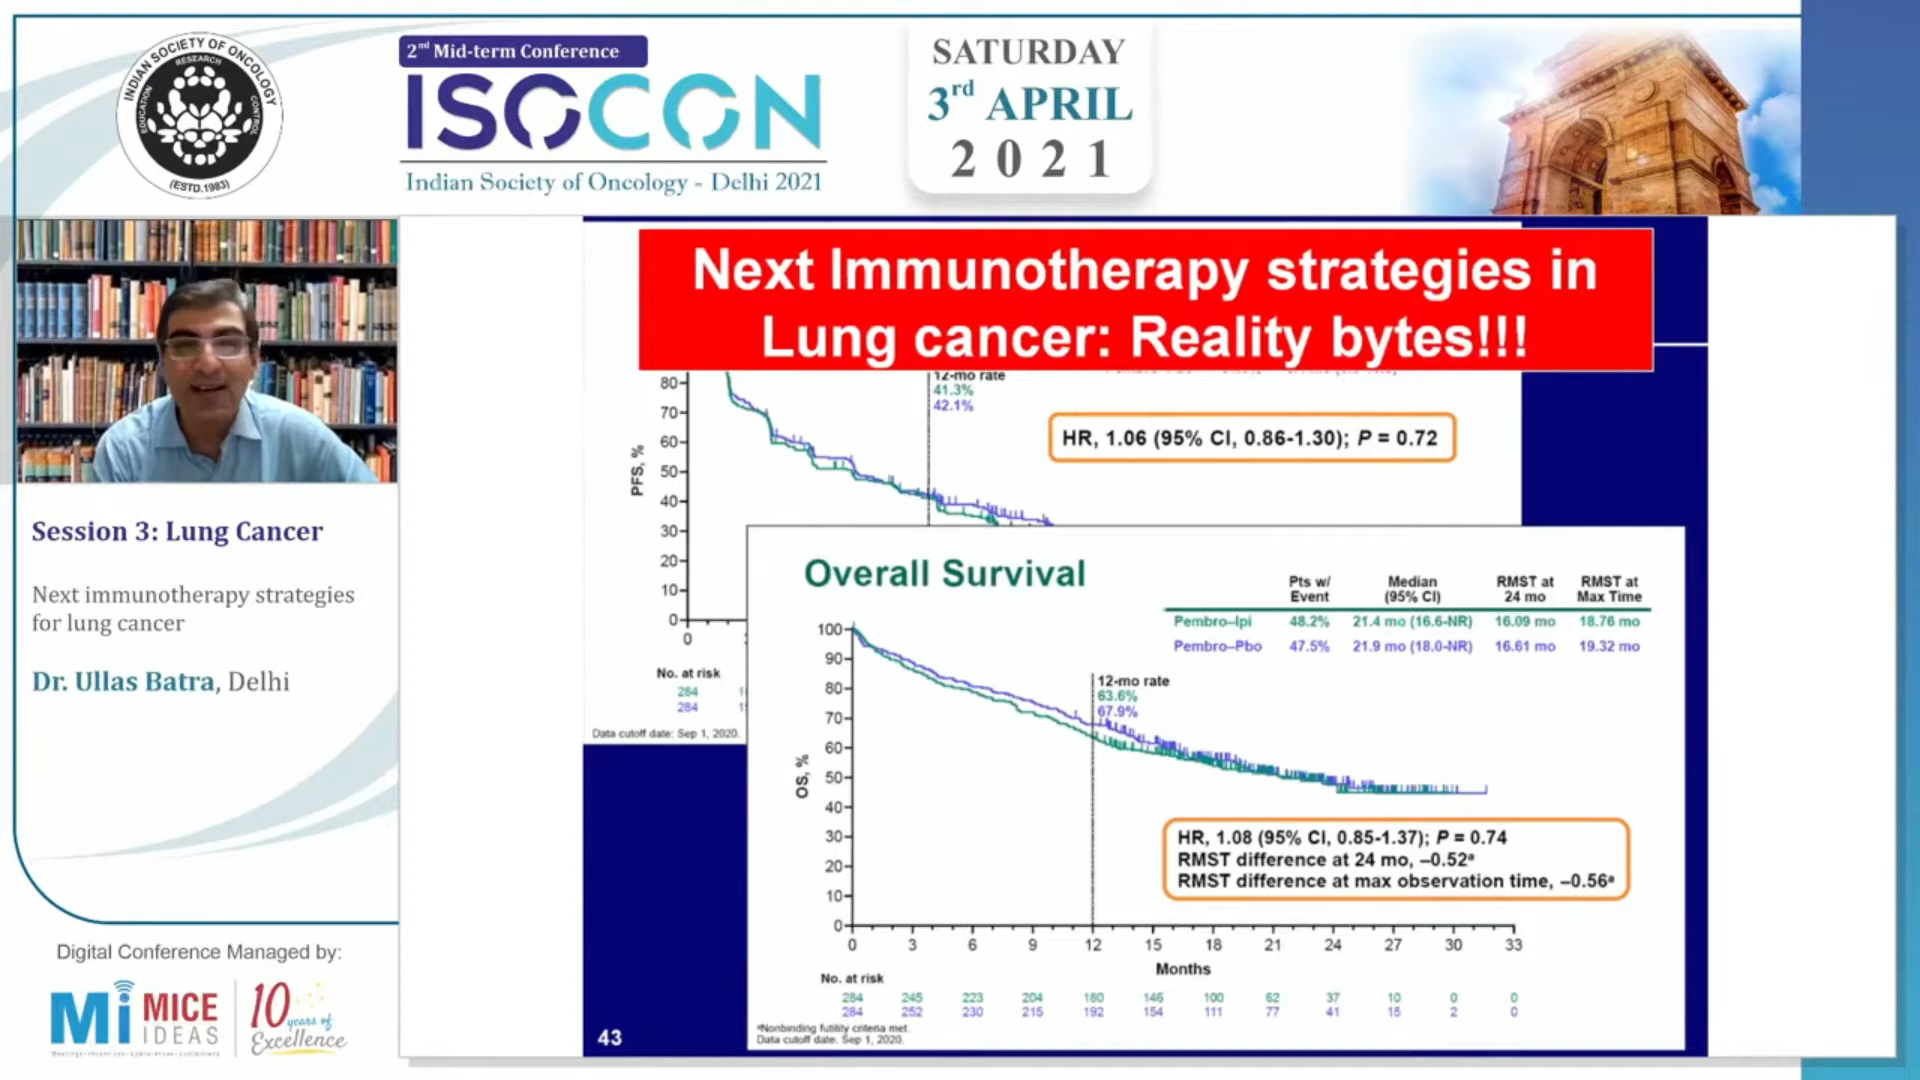 INDIAN SOCIETY OF ONCOLOGY
RESEARCH
EDUCATION
CONTROL
(ESTD.1983)
2nd Mid-term Conference
ISOCON
Indian Society of Oncology - Delhi 2021
SATURDAY
3rd APRIL
2021
Session 3: Lung Cancer
Next immunotherapy strategies
for lung cancer
Dr. Ullas Batra, Delhi
Digital Conference Managed by:
Mi MICE
IDEAS
10
years of
Excellence
Next Immunotherapy strategies in
Lung cancer: Reality bytes!!!
12-mo rate
41.3%
42.1%
HR, 1.06 (95% CI, 0.86-1.30); P = 0.72
PFS, %
80
70
60
50
40
30
20
10
0
0
No. at risk
284
284
Data cutoff date: Sep 1, 2020.
Overall Survival
Pts w/ Event Median (95% CI) RMST at 24 mo RMST at Max Time
Pembro–Ipi 48.2% 21.4 mo (16.6-NR) 16.09 mo 18.76 mo
Pembro–Pbo 47.5% 21.9 mo (18.0-NR) 16.61 mo 19.32 mo
12-mo rate
63.6%
67.9%
OS, %
100
90
80
70
60
50
40
30
20
10
0
HR, 1.08 (95% CI, 0.85-1.37); P = 0.74
RMST difference at 24 mo, –0.52a
RMST difference at max observation time, –0.56a
0 3 6 9 12 15 18 21 24 27 30 33
Months
No. at risk
284 245 223 204 180 146 100 62 37 10 0 0
284 252 230 215 192 154 111 77 41 15 2 0
aNonbinding futility criteria met.
Data cutoff date: Sep 1, 2020.
43